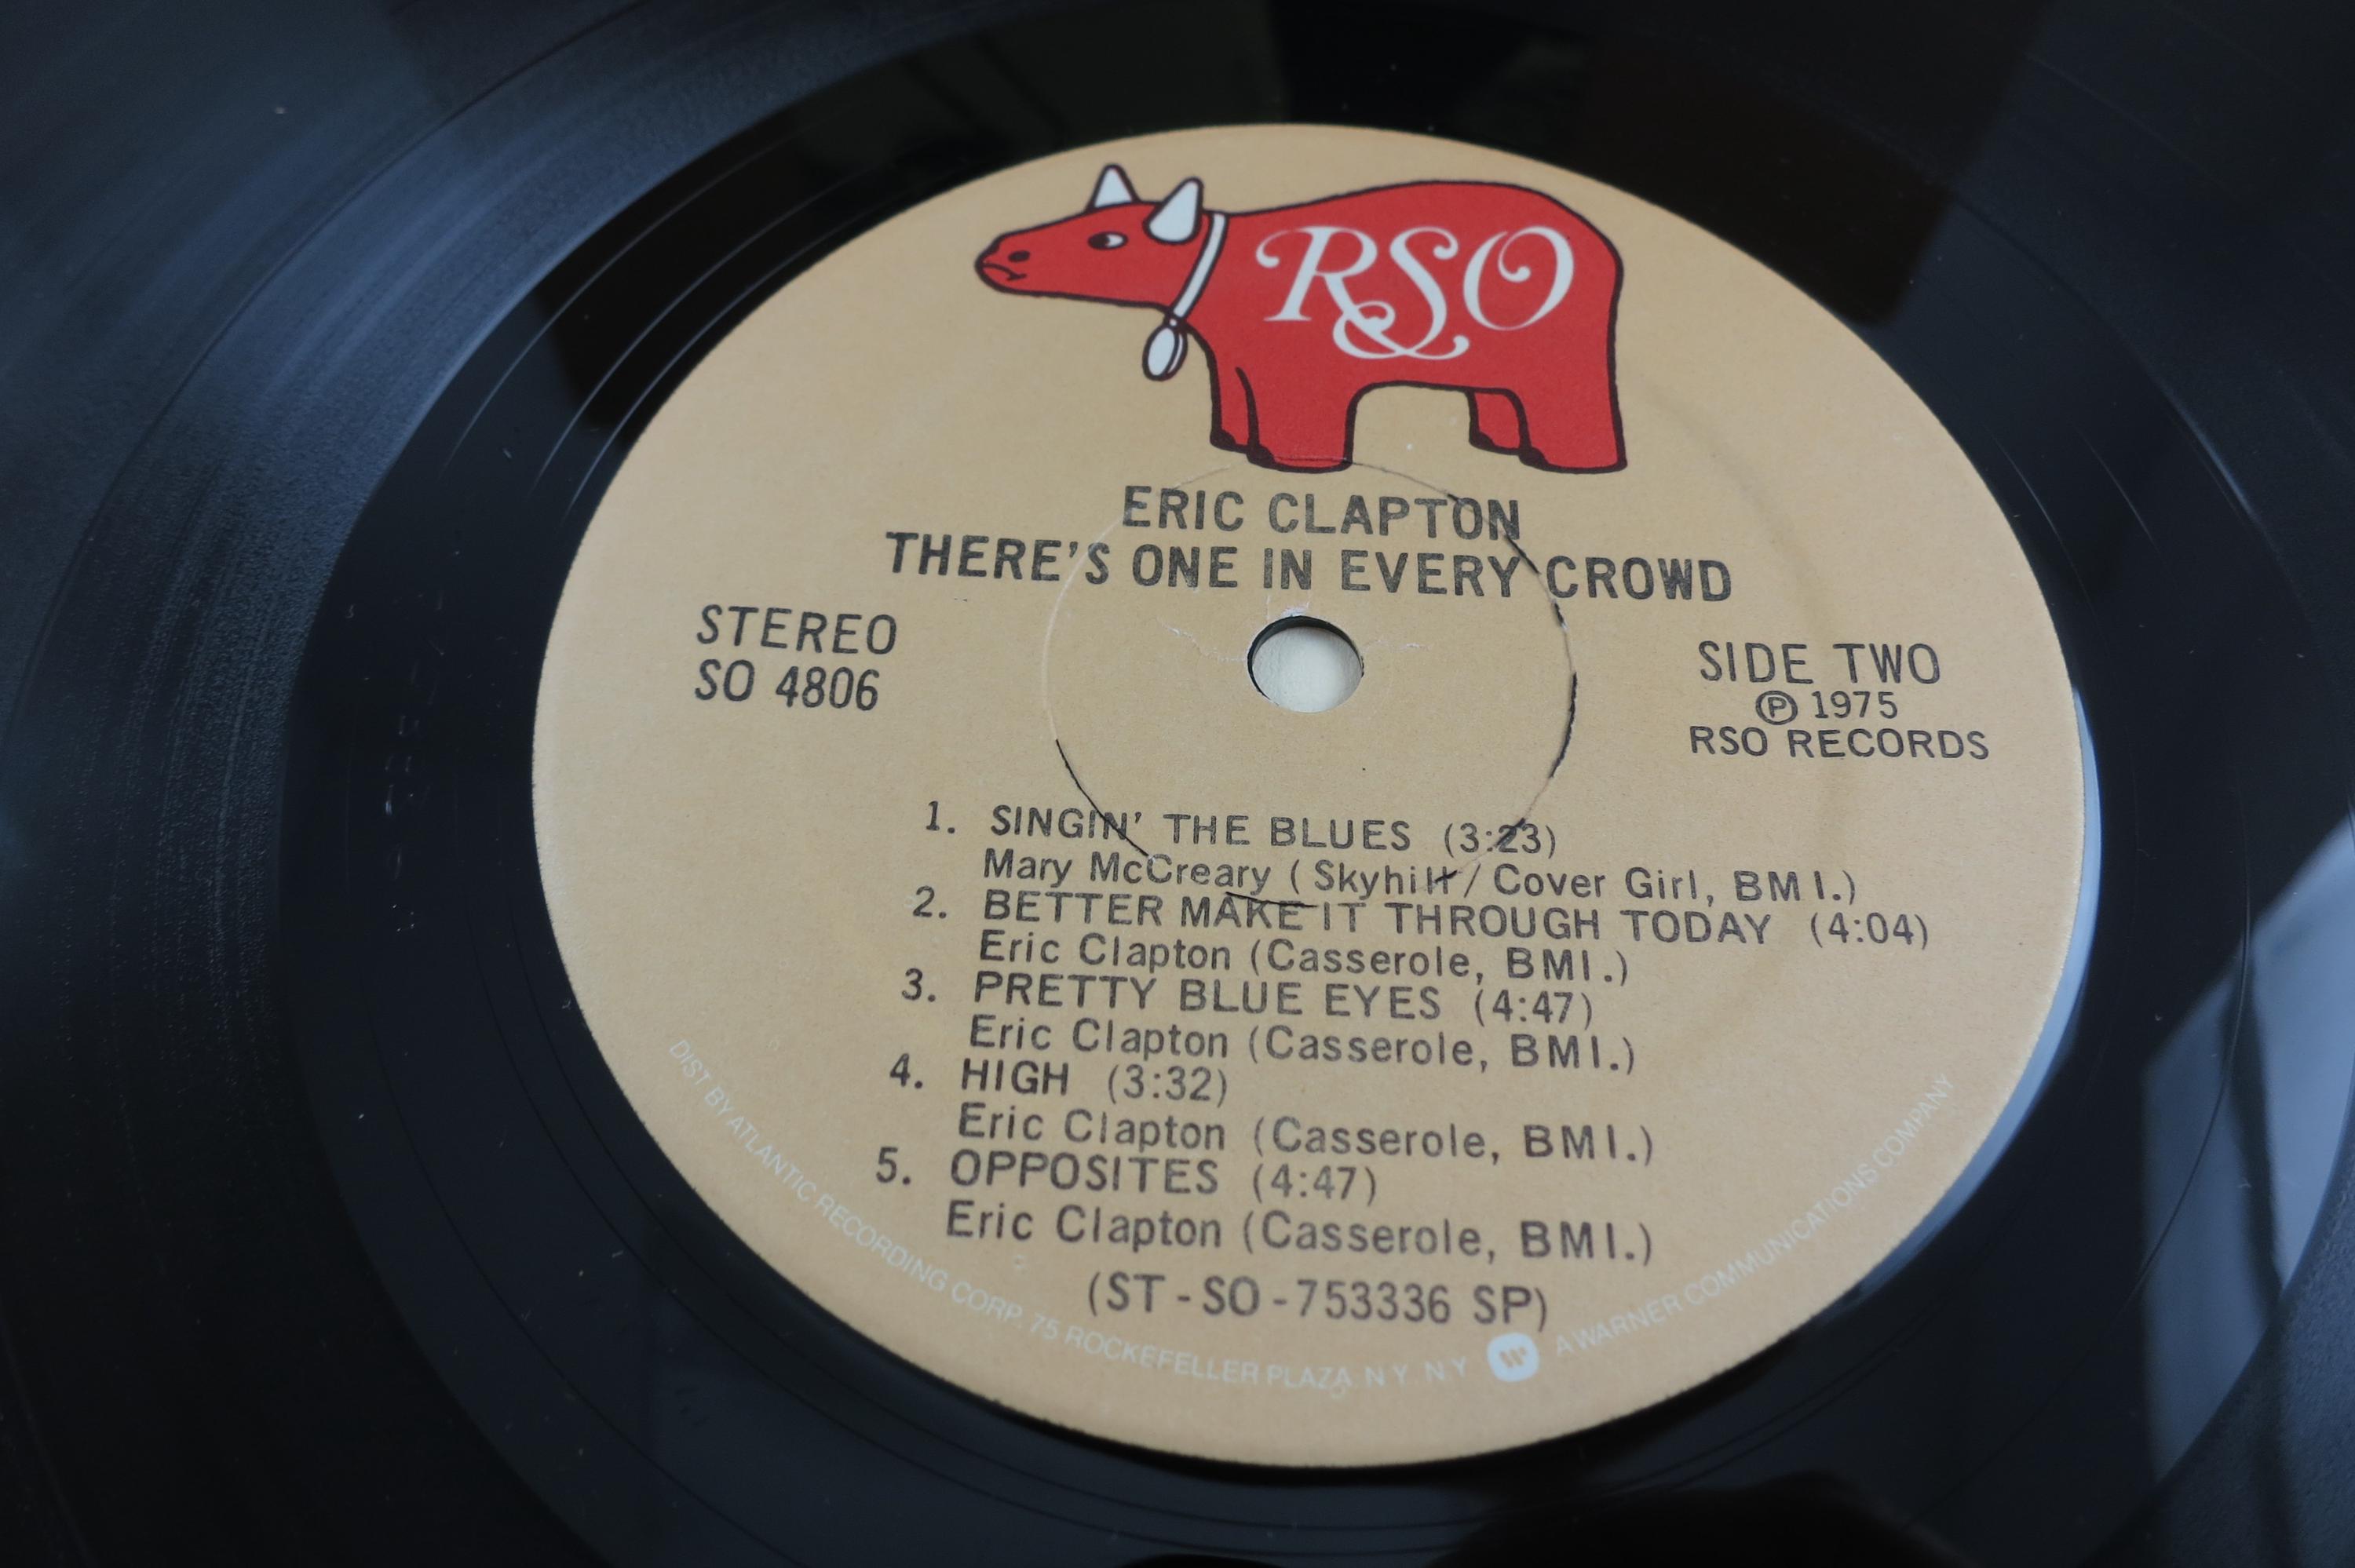 RSO
ERIC CLAPTON
THERE'S ONE IN EVERY CROWD
STEREO
SO 4806
SIDE TWO
Ⓟ 1975
RSO RECORDS
1. SINGIN' THE BLUES (3:23)
Mary McCreary (Skyhill/Cover Girl, BMI.)
2. BETTER MAKE IT THROUGH TODAY (4:04)
Eric Clapton (Casserole, BMI.)
3. PRETTY BLUE EYES (4:47)
Eric Clapton (Casserole, BMI.)
4. HIGH (3:32)
Eric Clapton (Casserole, BMI.)
5. OPPOSITES (4:47)
Eric Clapton (Casserole, BMI.)
(ST-SO-753336 SP)
DIST BY ATLANTIC RECORDING CORP. 75 ROCKEFELLER PLAZA N Y N Y W A WARNER COMMUNICATIONS COMPANY